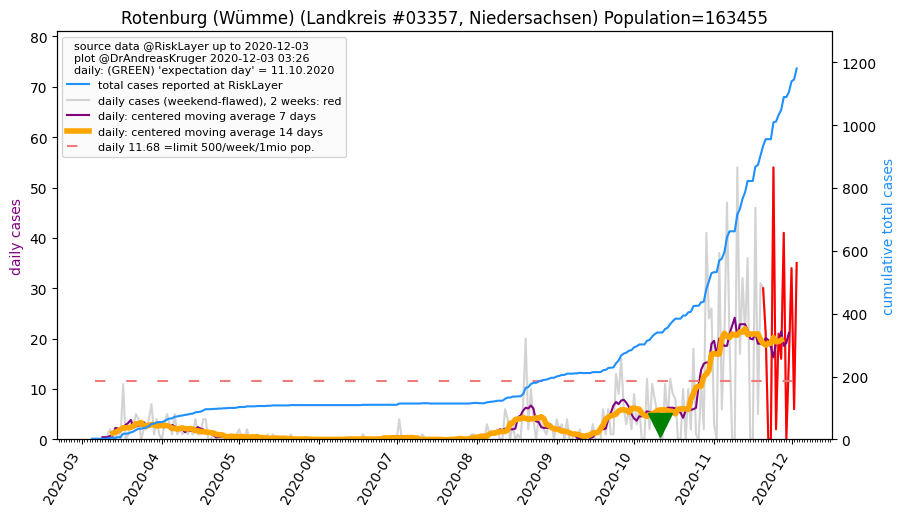 Rotenburg (Wümme) (Landkreis #03357, Niedersachsen) Population=163455
source data @RiskLayer up to 2020-12-03
plot @DrAndreasKruger 2020-12-03 03:26
daily: (GREEN) 'expectation day' = 11.10.2020
total cases reported at RiskLayer
daily cases (weekend-flawed), 2 weeks: red
daily: centered moving average 7 days
daily: centered moving average 14 days
daily 11.68 =limit 500/week/1mio pop.
daily cases
80
70
60
50
40
30
20
10
0
cumulative total cases
1200
1000
800
600
400
200
0
2020-03
2020-04
2020-05
2020-06
2020-07
2020-08
2020-09
2020-10
2020-11
2020-12